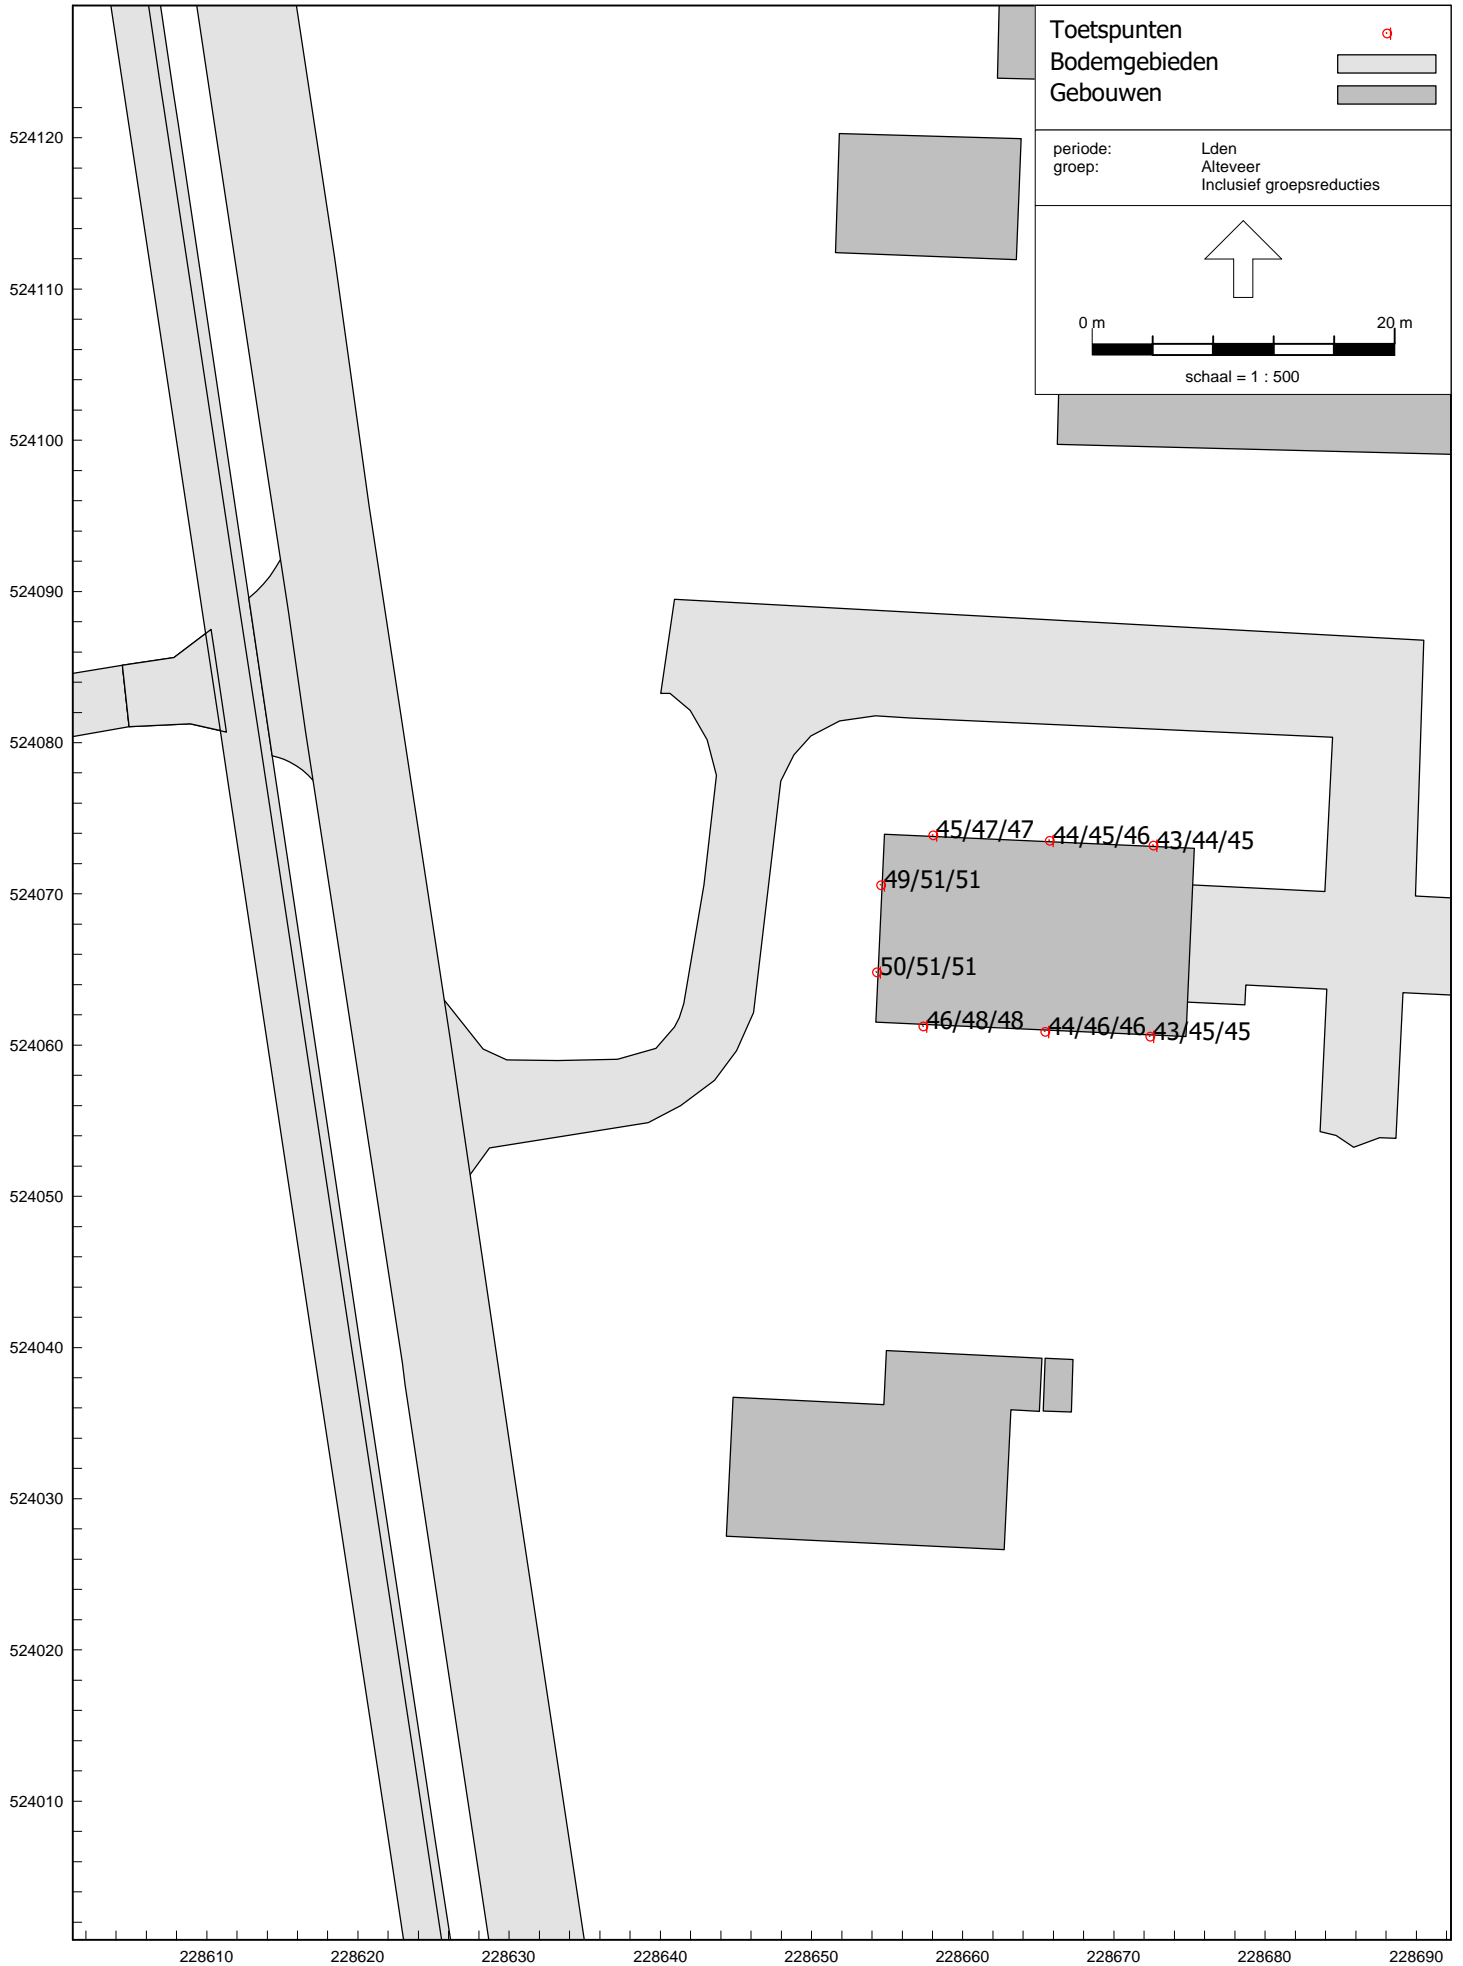 Toetspunten
Bodemgebieden
Gebouwen
periode: Lden
groep: Alteveer
Inclusief groepsreducties
0 m 20 m
schaal = 1 : 500
524120
524110
524100
524090
524080
524070
524060
524050
524040
524030
524020
524010
45/47/47
44/45/46
43/44/45
49/51/51
50/51/51
46/48/48
44/46/46
43/45/45
228610 228620 228630 228640 228650 228660 228670 228680 228690